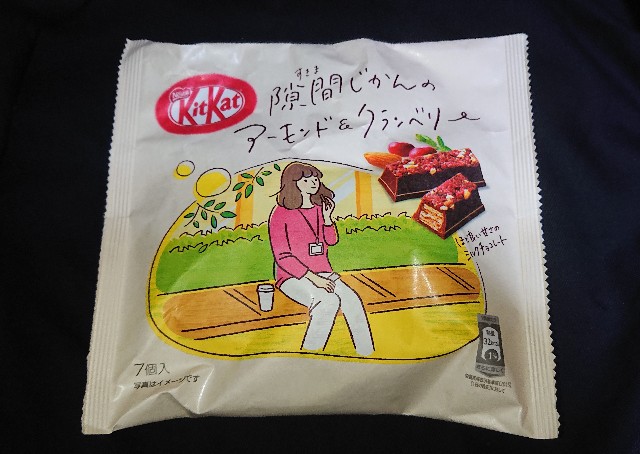 Nestlé
KitKat
すきま
隙間じかんの
アーモンド&クランベリー
ほど良い甘さの
ミルクチョコレート
7個入
写真はイメージです